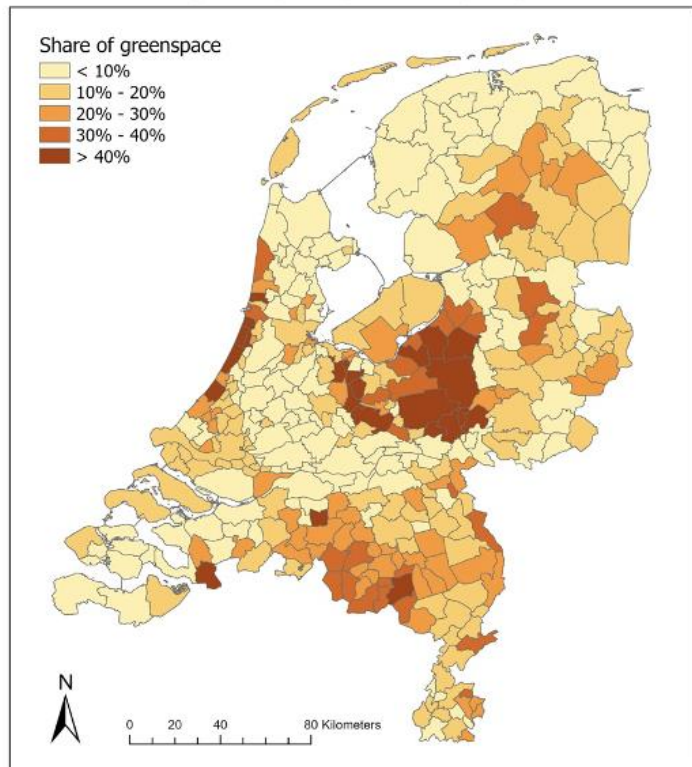 Share of greenspace
< 10%
10% - 20%
20% - 30%
30% - 40%
> 40%
N
0 20 40 80 Kilometers